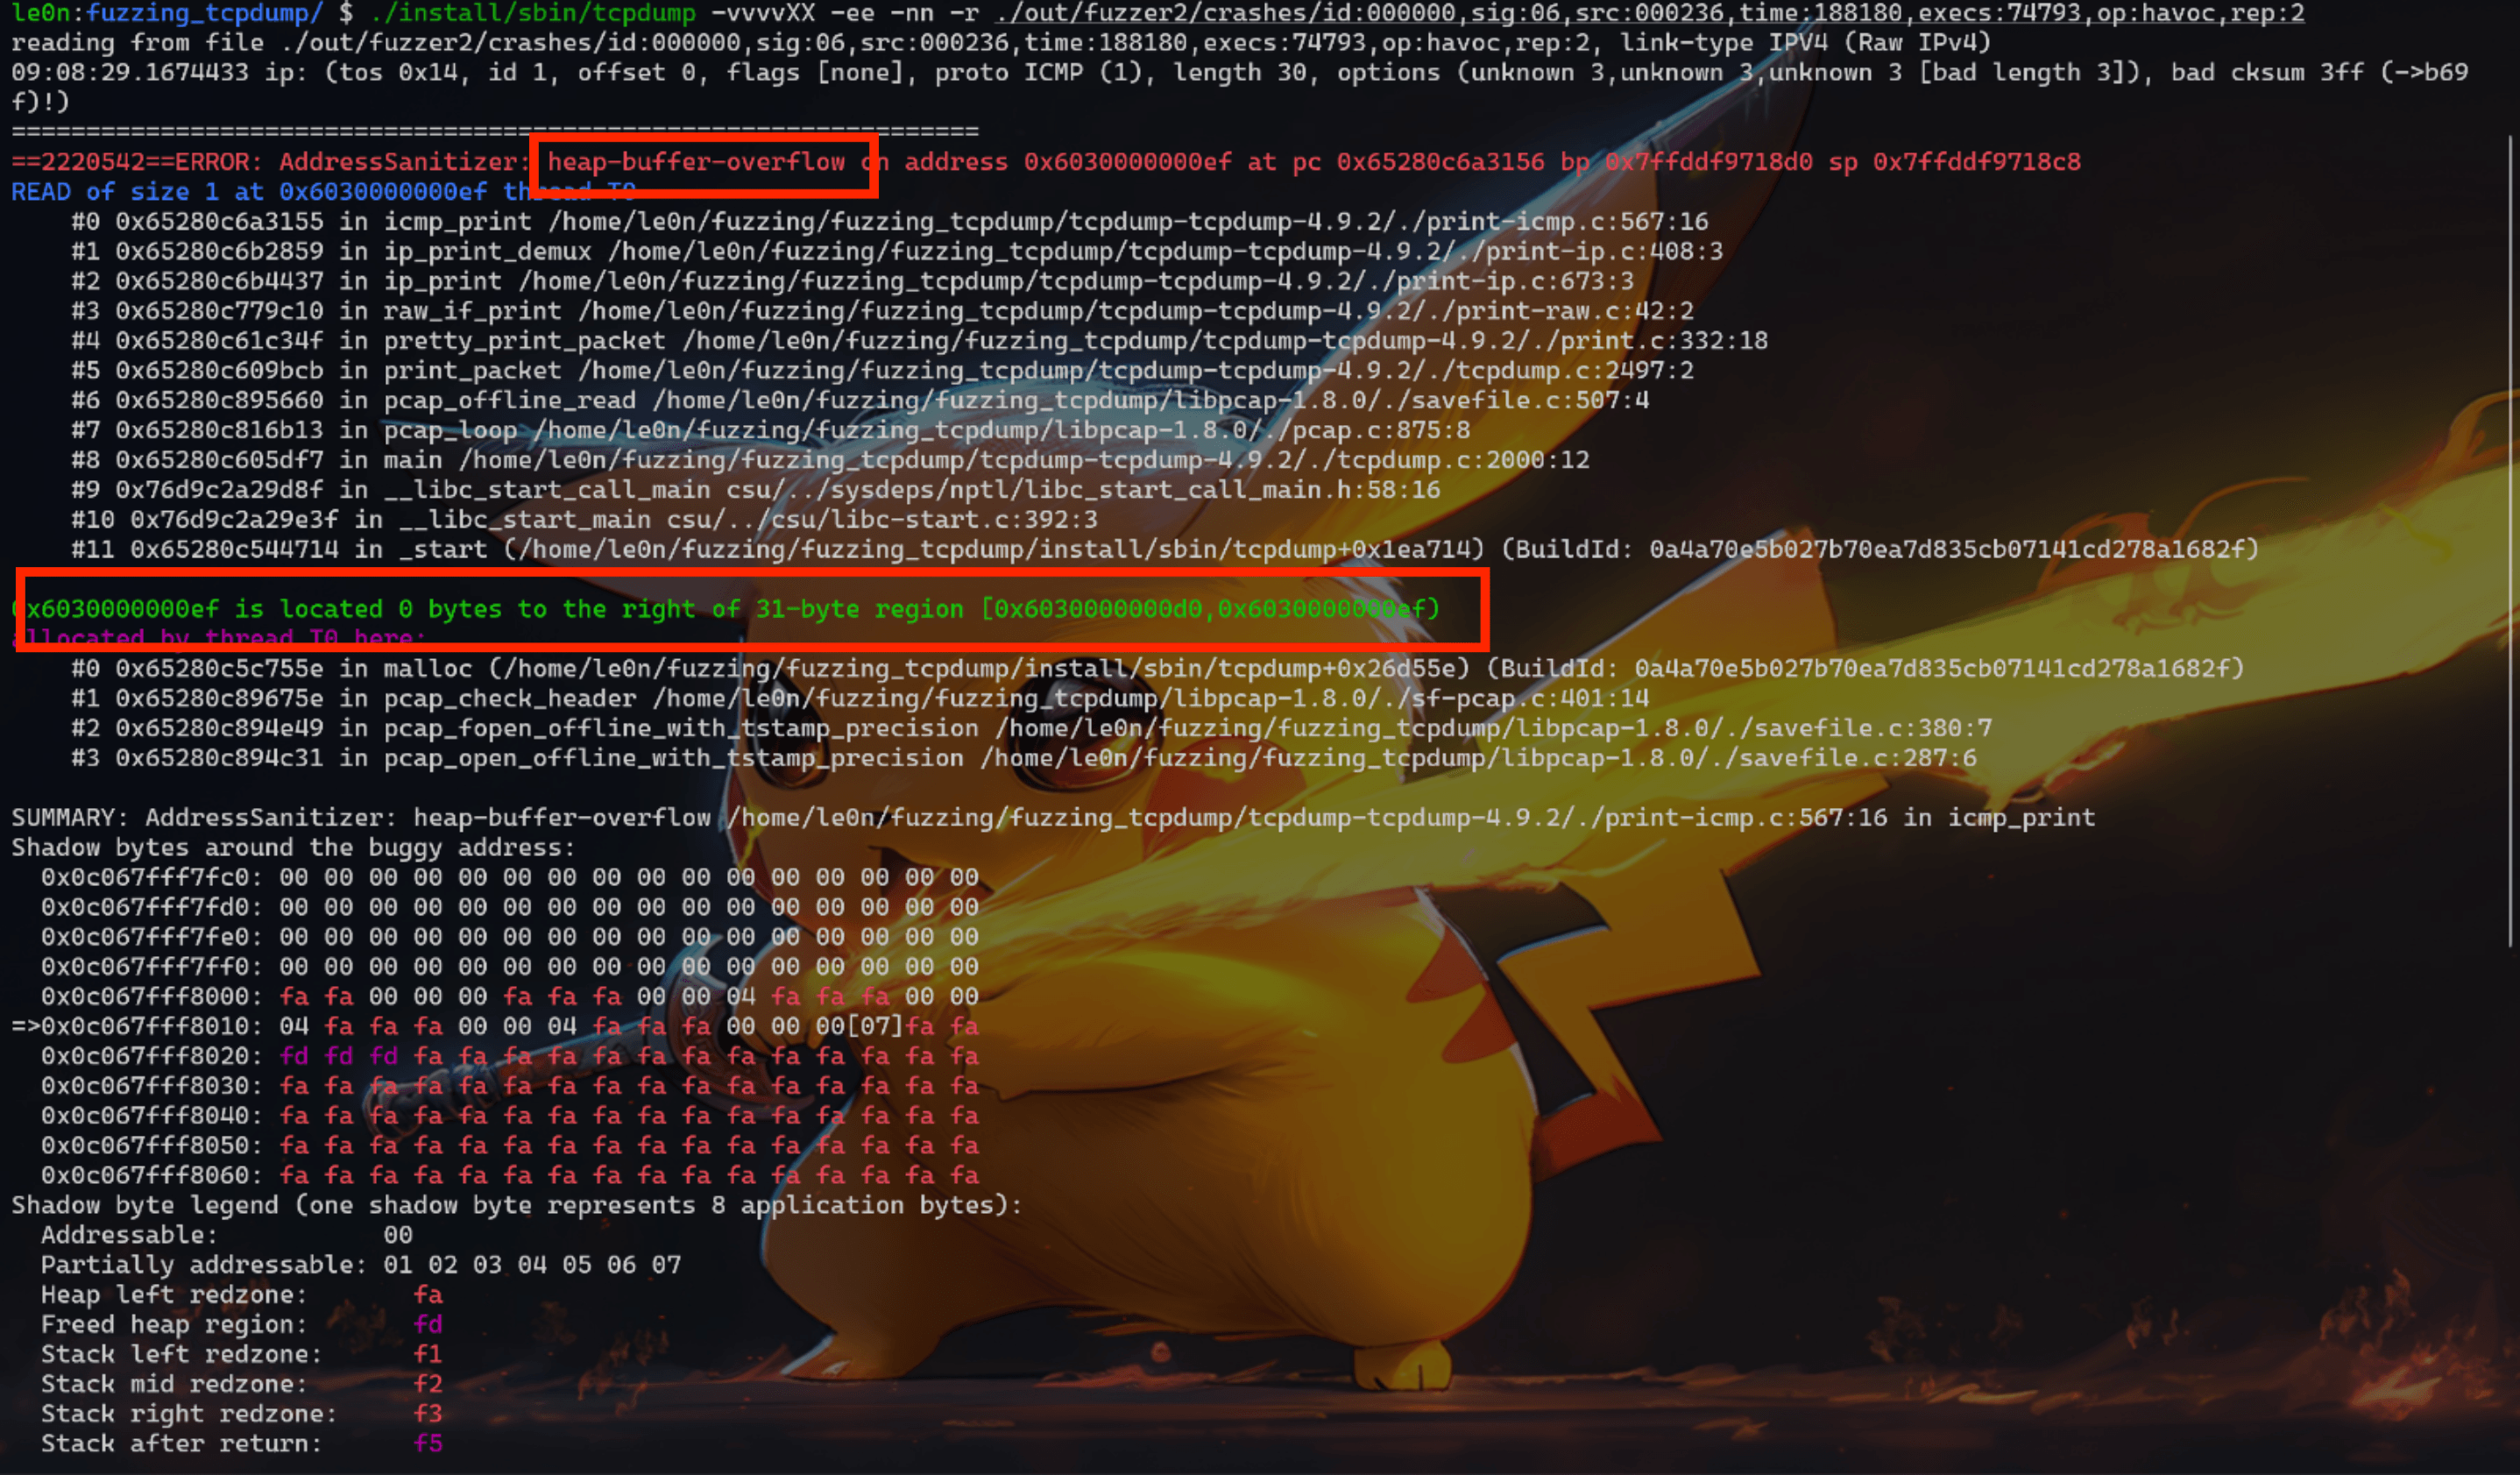 le0n:fuzzing_tcpdump/ $ ./install/sbin/tcpdump -vvvvXX -ee -nn -r ./out/fuzzer2/crashes/id:000000,sig:06,src:000236,time:188180,execs:74793,op:havoc,rep:2
reading from file ./out/fuzzer2/crashes/id:000000,sig:06,src:000236,time:188180,execs:74793,op:havoc,rep:2, link-type IPV4 (Raw IPv4)
09:08:29.1674433 ip: (tos 0x14, id 1, offset 0, flags [none], proto ICMP (1), length 30, options (unknown 3,unknown 3,unknown 3 [bad length 3]), bad cksum 3ff (->b69
f)!)
=================================================================
==2220542==ERROR: AddressSanitizer: heap-buffer-overflow on address 0x6030000000ef at pc 0x65280c6a3156 bp 0x7ffddf9718d0 sp 0x7ffddf9718c8
READ of size 1 at 0x6030000000ef thread T0
    #0 0x65280c6a3155 in icmp_print /home/le0n/fuzzing/fuzzing_tcpdump/tcpdump-tcpdump-4.9.2/./print-icmp.c:567:16
    #1 0x65280c6b2859 in ip_print_demux /home/le0n/fuzzing/fuzzing_tcpdump/tcpdump-tcpdump-4.9.2/./print-ip.c:408:3
    #2 0x65280c6b4437 in ip_print /home/le0n/fuzzing/fuzzing_tcpdump/tcpdump-tcpdump-4.9.2/./print-ip.c:673:3
    #3 0x65280c779c10 in raw_if_print /home/le0n/fuzzing/fuzzing_tcpdump/tcpdump-tcpdump-4.9.2/./print-raw.c:42:2
    #4 0x65280c61c34f in pretty_print_packet /home/le0n/fuzzing/fuzzing_tcpdump/tcpdump-tcpdump-4.9.2/./print.c:332:18
    #5 0x65280c609bcb in print_packet /home/le0n/fuzzing/fuzzing_tcpdump/tcpdump-tcpdump-4.9.2/./tcpdump.c:2497:2
    #6 0x65280c895660 in pcap_offline_read /home/le0n/fuzzing/fuzzing_tcpdump/libpcap-1.8.0/./savefile.c:507:4
    #7 0x65280c816b13 in pcap_loop /home/le0n/fuzzing/fuzzing_tcpdump/libpcap-1.8.0/./pcap.c:875:8
    #8 0x65280c605df7 in main /home/le0n/fuzzing/fuzzing_tcpdump/tcpdump-tcpdump-4.9.2/./tcpdump.c:2000:12
    #9 0x76d9c2a29d8f in __libc_start_call_main csu/../sysdeps/nptl/libc_start_call_main.h:58:16
    #10 0x76d9c2a29e3f in __libc_start_main csu/../csu/libc-start.c:392:3
    #11 0x65280c544714 in _start (/home/le0n/fuzzing/fuzzing_tcpdump/install/sbin/tcpdump+0x1ea714) (BuildId: 0a4a70e5b027b70ea7d835cb07141cd278a1682f)

0x6030000000ef is located 0 bytes to the right of 31-byte region [0x6030000000d0,0x6030000000ef)
allocated by thread T0 here:
    #0 0x65280c5c755e in malloc (/home/le0n/fuzzing/fuzzing_tcpdump/install/sbin/tcpdump+0x26d55e) (BuildId: 0a4a70e5b027b70ea7d835cb07141cd278a1682f)
    #1 0x65280c89675e in pcap_check_header /home/le0n/fuzzing/fuzzing_tcpdump/libpcap-1.8.0/./sf-pcap.c:401:14
    #2 0x65280c894e49 in pcap_fopen_offline_with_tstamp_precision /home/le0n/fuzzing/fuzzing_tcpdump/libpcap-1.8.0/./savefile.c:380:7
    #3 0x65280c894c31 in pcap_open_offline_with_tstamp_precision /home/le0n/fuzzing/fuzzing_tcpdump/libpcap-1.8.0/./savefile.c:287:6

SUMMARY: AddressSanitizer: heap-buffer-overflow /home/le0n/fuzzing/fuzzing_tcpdump/tcpdump-tcpdump-4.9.2/./print-icmp.c:567:16 in icmp_print
Shadow bytes around the buggy address:
  0x0c067fff7fc0: 00 00 00 00 00 00 00 00 00 00 00 00 00 00 00 00
  0x0c067fff7fd0: 00 00 00 00 00 00 00 00 00 00 00 00 00 00 00 00
  0x0c067fff7fe0: 00 00 00 00 00 00 00 00 00 00 00 00 00 00 00 00
  0x0c067fff7ff0: 00 00 00 00 00 00 00 00 00 00 00 00 00 00 00 00
  0x0c067fff8000: fa fa 00 00 00 fa fa fa 00 00 04 fa fa fa 00 00
=>0x0c067fff8010: 04 fa fa fa 00 00 04 fa fa fa 00 00 00[07]fa fa
  0x0c067fff8020: fd fd fd fa fa fa fa fa fa fa fa fa fa fa fa fa
  0x0c067fff8030: fa fa fa fa fa fa fa fa fa fa fa fa fa fa fa fa
  0x0c067fff8040: fa fa fa fa fa fa fa fa fa fa fa fa fa fa fa fa
  0x0c067fff8050: fa fa fa fa fa fa fa fa fa fa fa fa fa fa fa fa
  0x0c067fff8060: fa fa fa fa fa fa fa fa fa fa fa fa fa fa fa fa
Shadow byte legend (one shadow byte represents 8 application bytes):
  Addressable:           00
  Partially addressable: 01 02 03 04 05 06 07
  Heap left redzone:       fa
  Freed heap region:       fd
  Stack left redzone:      f1
  Stack mid redzone:       f2
  Stack right redzone:     f3
  Stack after return:      f5